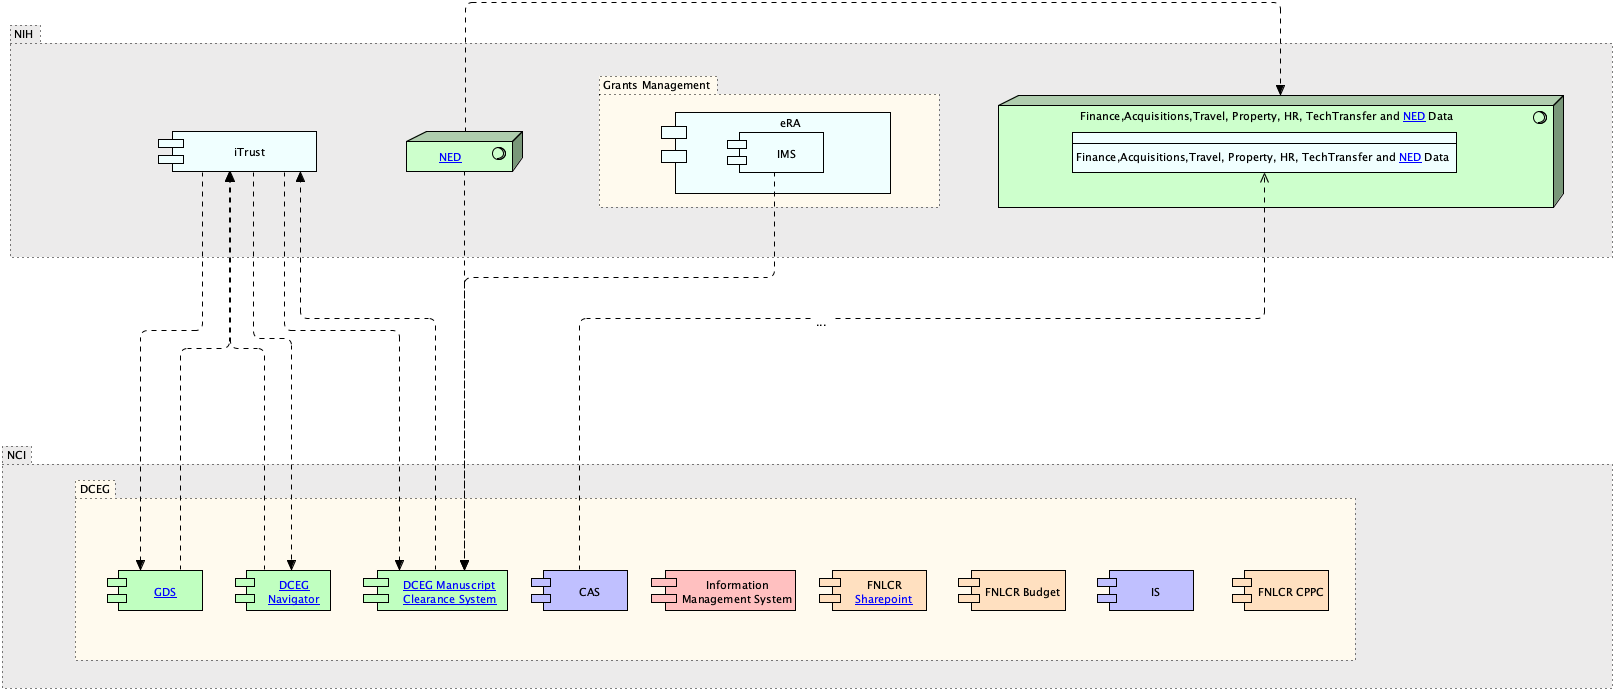 NIH
Grants Management
Finance,Acquisitions,Travel, Property, HR, TechTransfer and NED Data
eRA
iTrust
NED
IMS
Finance,Acquisitions,Travel, Property, HR, TechTransfer and NED Data
...
NCI
DCEG
GDS
DCEG
Navigator
DCEG Manuscript
Clearance System
CAS
Information
Management System
FNLCR
Sharepoint
FNLCR Budget
IS
FNLCR CPPC